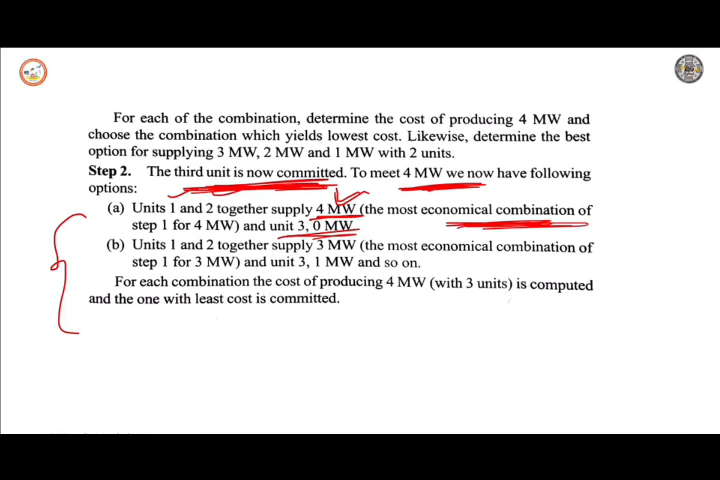 For each of the combination, determine the cost of producing 4 MW and
choose the combination which yields lowest cost. Likewise, determine the best
option for supplying 3 MW, 2 MW and 1 MW with 2 units.
Step 2. The third unit is now committed. To meet 4 MW we now have following
options:
(a) Units 1 and 2 together supply 4 MW (the most economical combination of
step 1 for 4 MW) and unit 3, 0 MW.
(b) Units 1 and 2 together supply 3 MW (the most economical combination of
step 1 for 3 MW) and unit 3, 1 MW and so on.
For each combination the cost of producing 4 MW (with 3 units) is computed
and the one with least cost is committed.